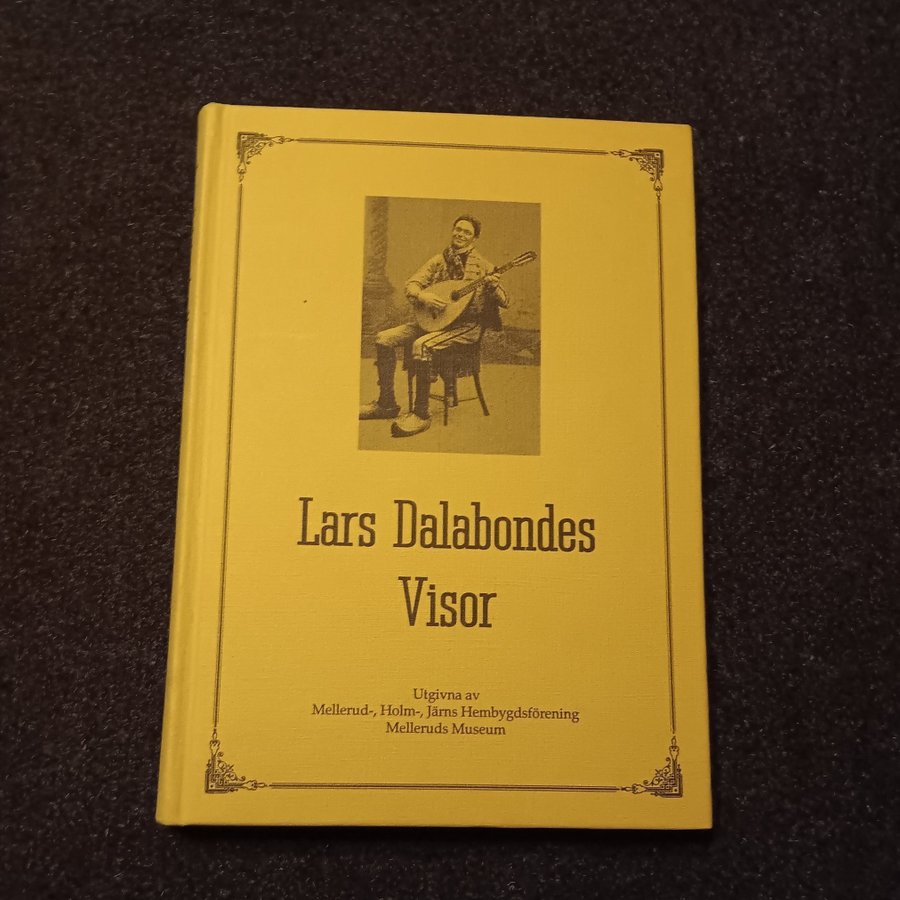 Lars Dalabondes
Visor
Utgivna av
Mellerud-, Holm-, Järns Hembygdsförening
Melleruds Museum